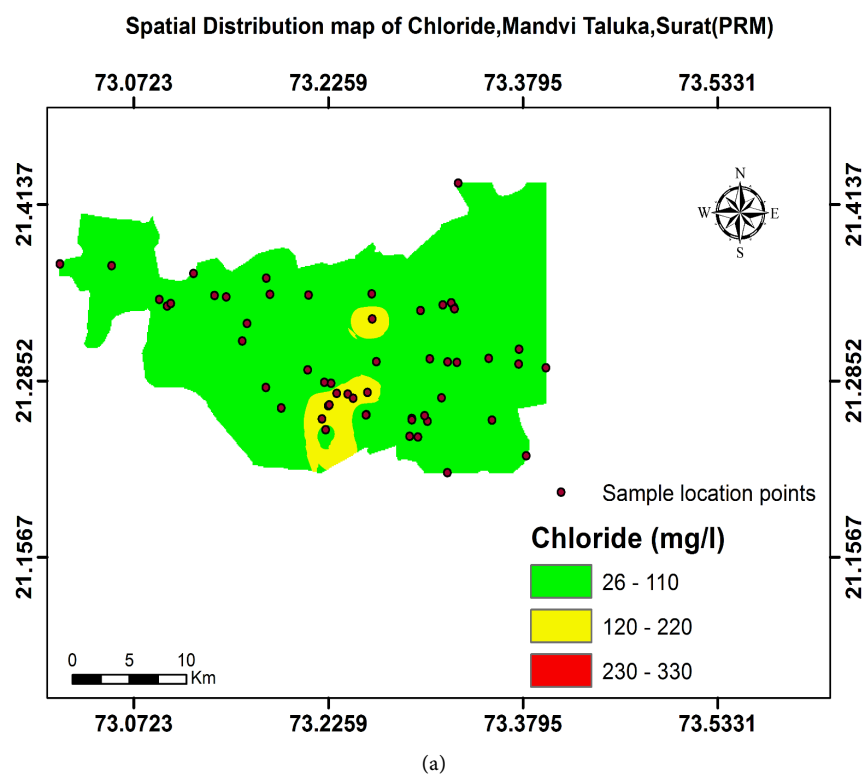 Spatial Distribution map of Chloride,Mandvi Taluka,Surat(PRM)
73.0723 73.2259 73.3795 73.5331
21.4137 21.4137
N
W E
S
21.2852 21.2852
Sample location points
21.1567 21.1567
Chloride (mg/l)
26 - 110
120 - 220
230 - 330
0 5 10
Km
73.0723 73.2259 73.3795 73.5331
(a)